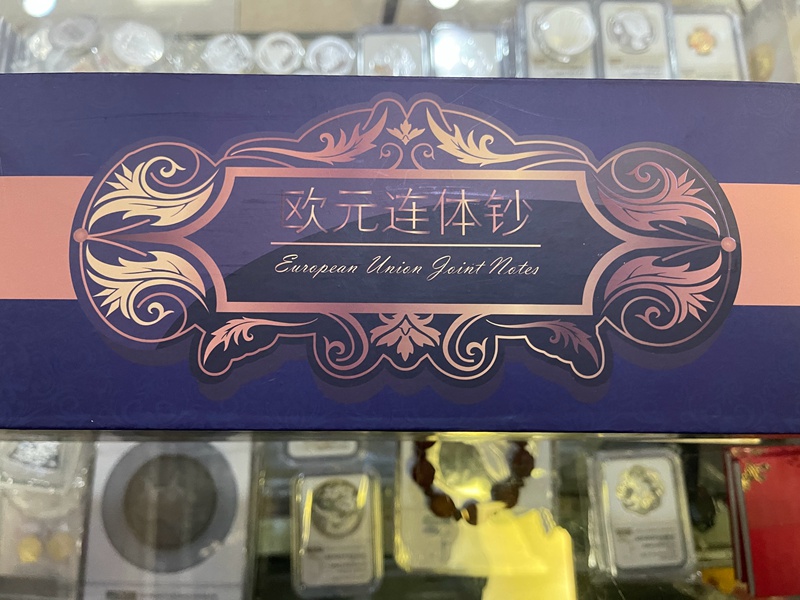 欧元连体钞
European Union Joint Notes